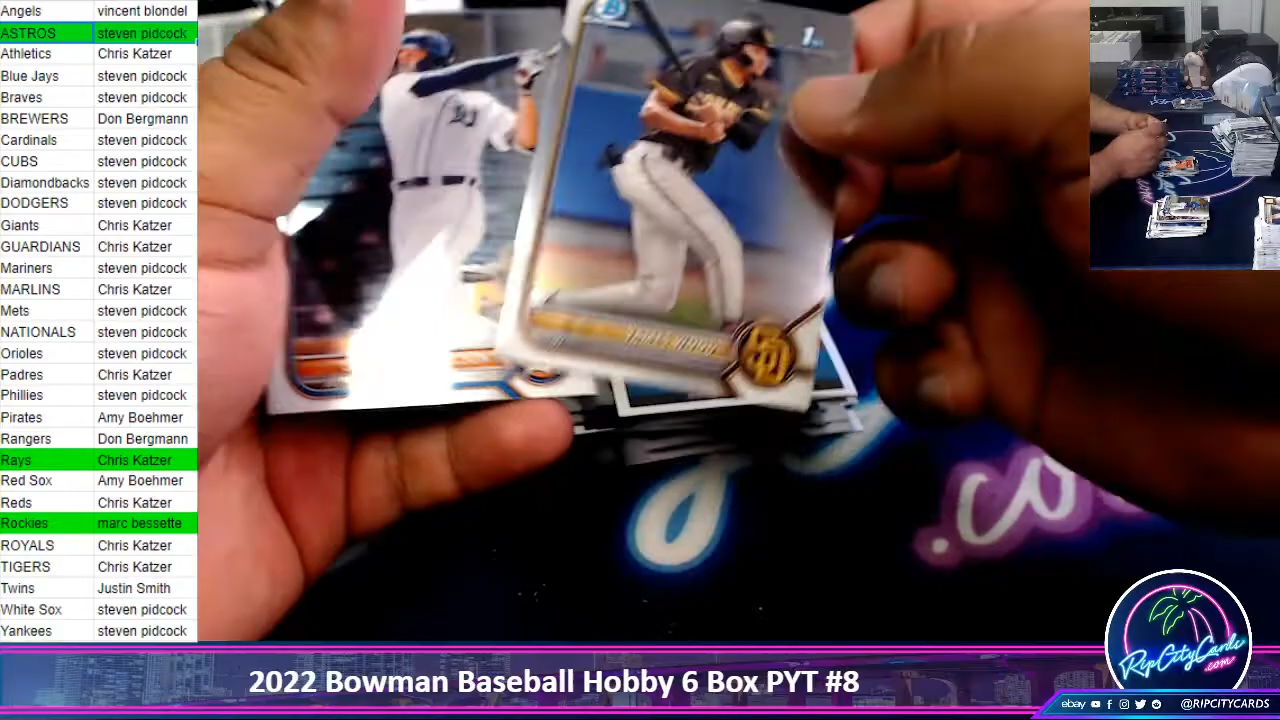 Angels vincent blondel
ASTROS steven pidcock
Athletics Chris Katzer
Blue Jays steven pidcock
Braves steven pidcock
BREWERS Don Bergmann
Cardinals steven pidcock
CUBS steven pidcock
Diamondbacks steven pidcock
DODGERS steven pidcock
Giants Chris Katzer
GUARDIANS Chris Katzer
Mariners steven pidcock
MARLINS Chris Katzer
Mets steven pidcock
NATIONALS steven pidcock
Orioles steven pidcock
Padres Chris Katzer
Phillies steven pidcock
Pirates Amy Boehmer
Rangers Don Bergmann
Rays Chris Katzer
Red Sox Amy Boehmer
Reds Chris Katzer
Rockies marc bessette
ROYALS Chris Katzer
TIGERS Chris Katzer
Twins Justin Smith
White Sox steven pidcock
Yankees steven pidcock
1st
SD
.co
2022 Bowman Baseball Hobby 6 Box PYT #8
RipCityCards
.com
ebay @RIPCITYCARDS